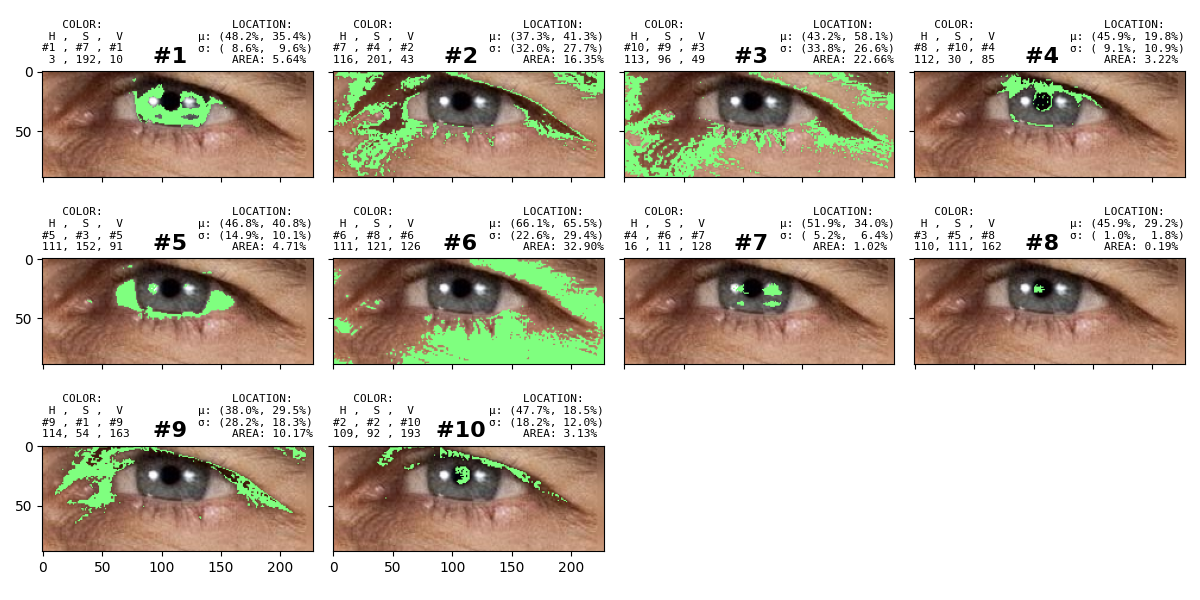 COLOR: LOCATION:
H , S , V μ: (48.2%, 35.4%)
#1 , #7 , #1 σ: ( 8.6%, 9.6%)
3 , 192, 10 #1 AREA: 5.64%
COLOR: LOCATION:
H , S , V μ: (37.3%, 41.3%)
#7 , #4 , #2 σ: (32.0%, 27.7%)
116, 201, 43 #2 AREA: 16.35%
COLOR: LOCATION:
H , S , V μ: (43.2%, 58.1%)
#10, #9 , #3 σ: (33.8%, 26.6%)
113, 96 , 49 #3 AREA: 22.66%
COLOR: LOCATION:
H , S , V μ: (45.9%, 19.8%)
#8 , #10, #4 σ: ( 9.1%, 10.9%)
112, 30 , 85 #4 AREA: 3.22%
0
50
COLOR: LOCATION:
H , S , V μ: (46.8%, 40.8%)
#5 , #3 , #5 σ: (14.9%, 10.1%)
111, 152, 91 #5 AREA: 4.71%
COLOR: LOCATION:
H , S , V μ: (66.1%, 65.5%)
#6 , #8 , #6 σ: (22.6%, 29.4%)
111, 121, 126 #6 AREA: 32.90%
COLOR: LOCATION:
H , S , V μ: (51.9%, 34.0%)
#4 , #6 , #7 σ: ( 5.2%, 6.4%)
16 , 11 , 128 #7 AREA: 1.02%
COLOR: LOCATION:
H , S , V μ: (45.9%, 29.2%)
#3 , #5 , #8 σ: ( 1.0%, 1.8%)
110, 111, 162 #8 AREA: 0.19%
0
50
COLOR: LOCATION:
H , S , V μ: (38.0%, 29.5%)
#9 , #1 , #9 σ: (28.2%, 18.3%)
114, 54 , 163 #9 AREA: 10.17%
COLOR: LOCATION:
H , S , V μ: (47.7%, 18.5%)
#2 , #2 , #10 σ: (18.2%, 12.0%)
109, 92 , 193 #10 AREA: 3.13%
0
50
0 50 100 150 200
0 50 100 150 200